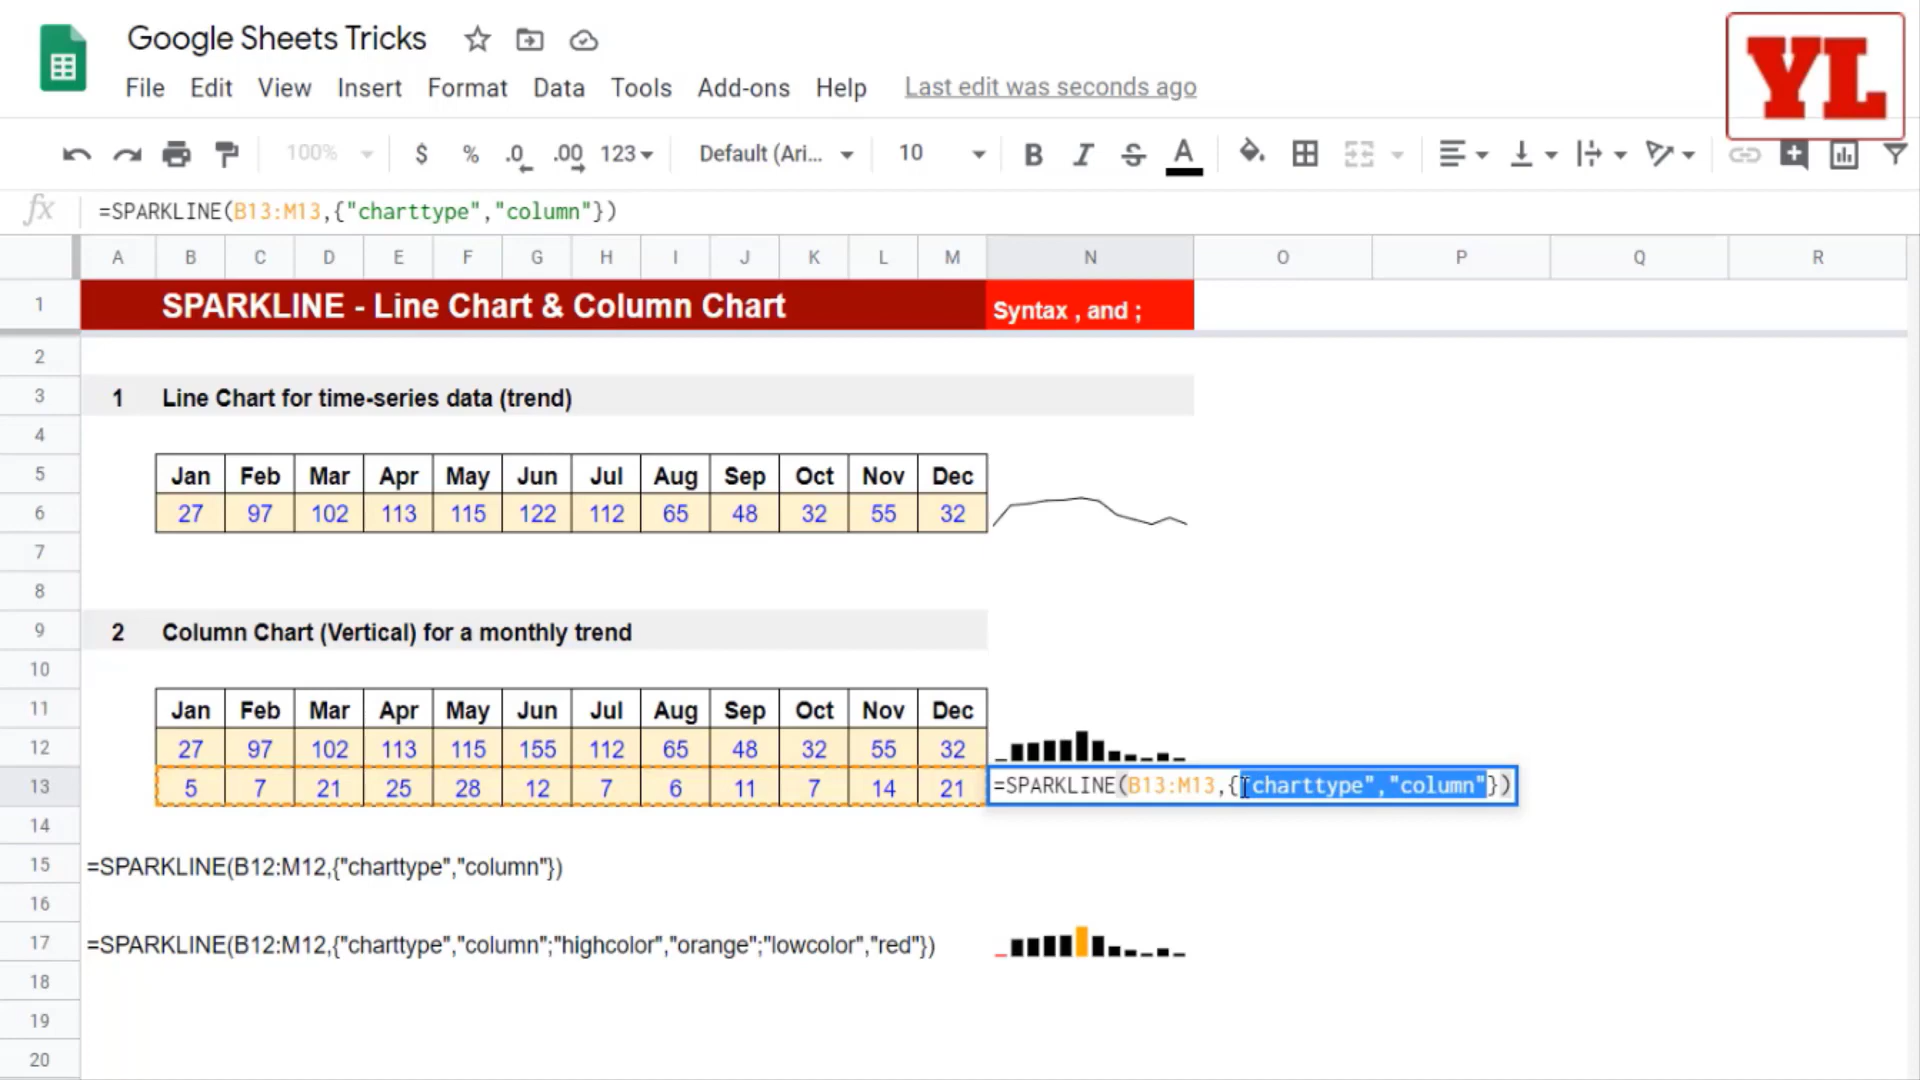 Google Sheets Tricks
YL
File Edit View Insert Format Data Tools Add-ons Help Last edit was seconds ago
100% $ % .0 .00 123 Default (Ari... 10 B I S A
fx =SPARKLINE(B13:M13,{"charttype","column"})
A B C D E F G H I J K L M N O P Q R
1 SPARKLINE - Line Chart & Column Chart Syntax , and ;
2
3 1 Line Chart for time-series data (trend)
4
5 Jan Feb Mar Apr May Jun Jul Aug Sep Oct Nov Dec
6 27 97 102 113 115 122 112 65 48 32 55 32
7
8
9 2 Column Chart (Vertical) for a monthly trend
10
11 Jan Feb Mar Apr May Jun Jul Aug Sep Oct Nov Dec
12 27 97 102 113 115 155 112 65 48 32 55 32
13 5 7 21 25 28 12 7 6 11 7 14 21 =SPARKLINE(B13:M13,{"charttype","column"})
14
15 =SPARKLINE(B12:M12,{"charttype","column"})
16
17 =SPARKLINE(B12:M12,{"charttype","column";"highcolor","orange";"lowcolor","red"})
18
19
20